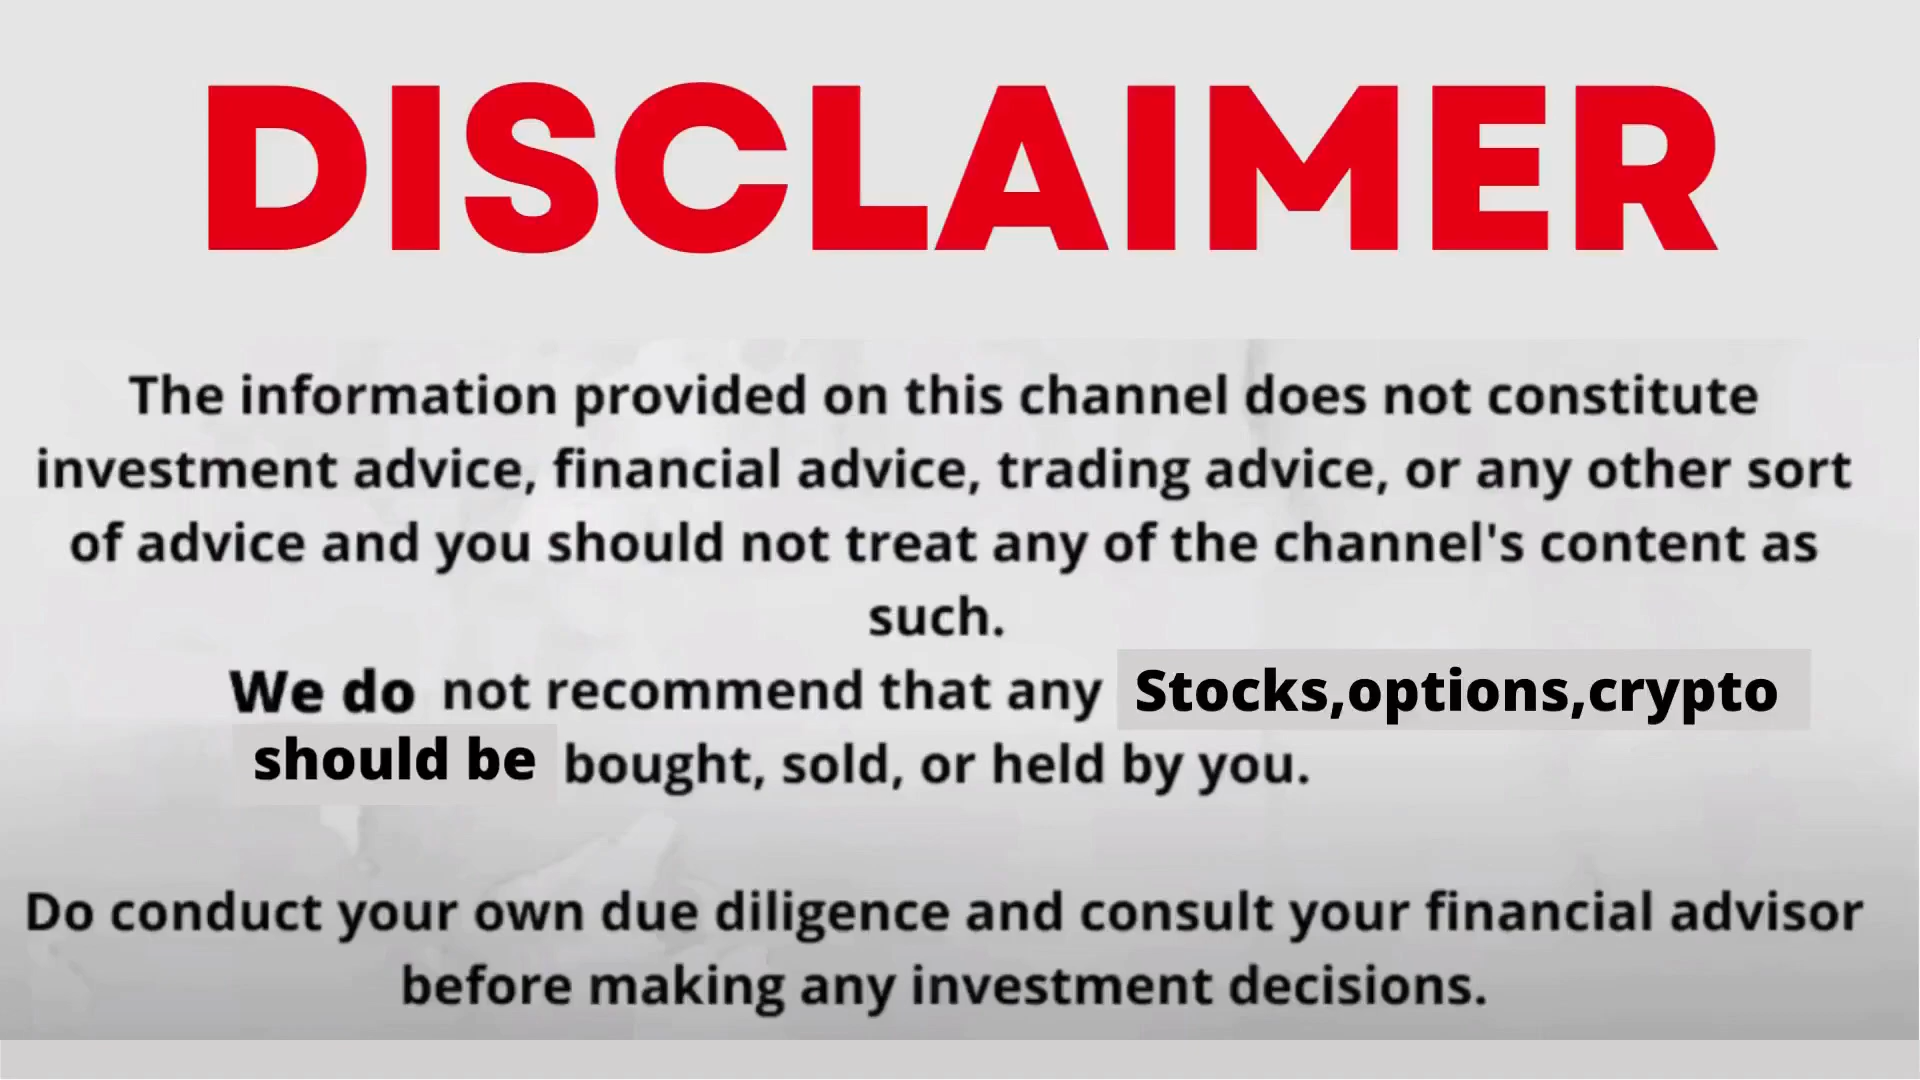 DISCLAIMER
The information provided on this channel does not constitute
investment advice, financial advice, trading advice, or any other sort
of advice and you should not treat any of the channel's content as
such.
We do not recommend that any Stocks,options,crypto
should be bought, sold, or held by you.
Do conduct your own due diligence and consult your financial advisor
before making any investment decisions.